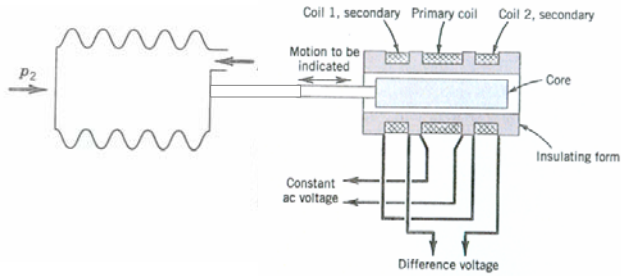 Coil 1, secondary Primary coil Coil 2, secondary
Motion to be
indicated
p2
Core
Insulating form
Constant
ac voltage
Difference voltage